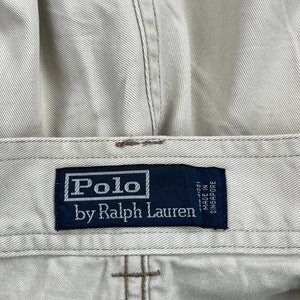 Polo
by Ralph Lauren
MADE IN
SINGAPORE